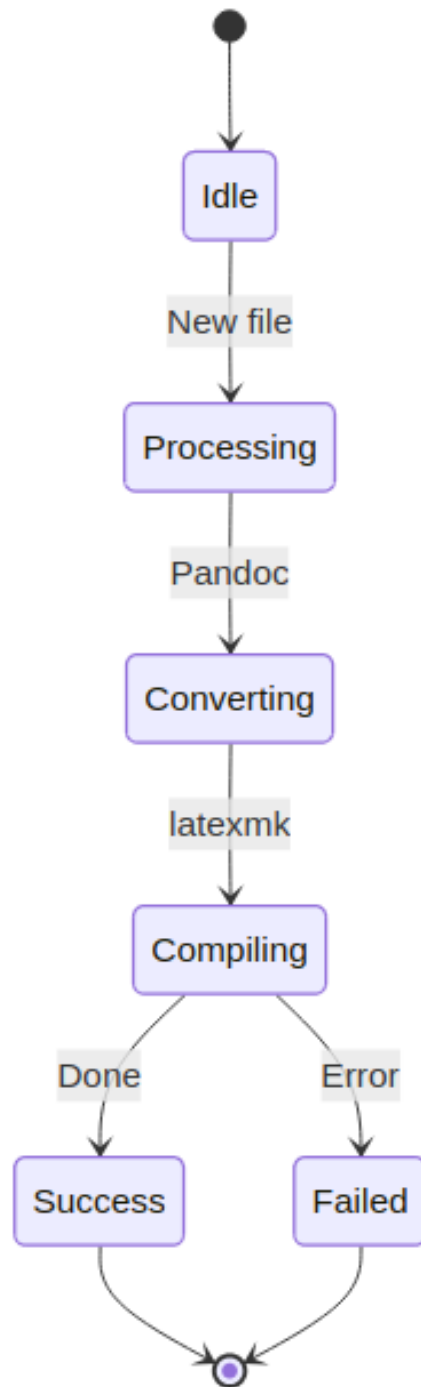 Idle
New file
Processing
Pandoc
Converting
latexmk
Compiling
Done
Error
Success
Failed